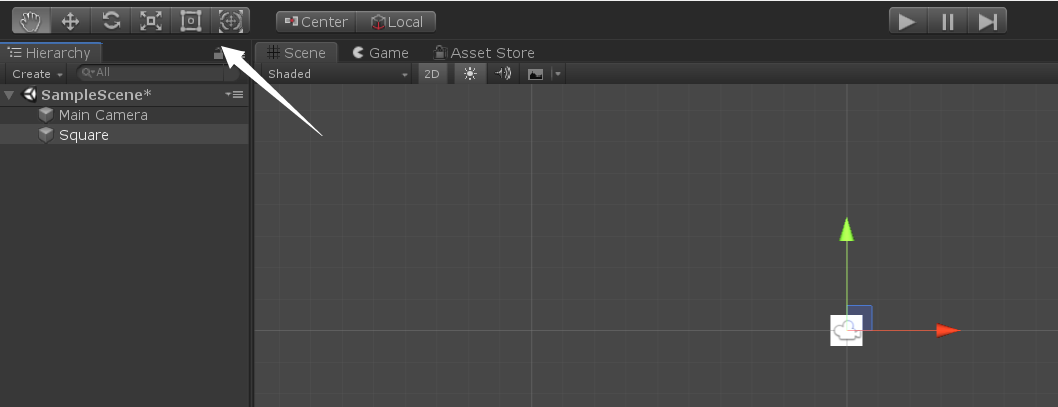 Center Local
Hierarchy
Scene Game Asset Store
Create All
Shaded 2D
SampleScene*
Main Camera
Square